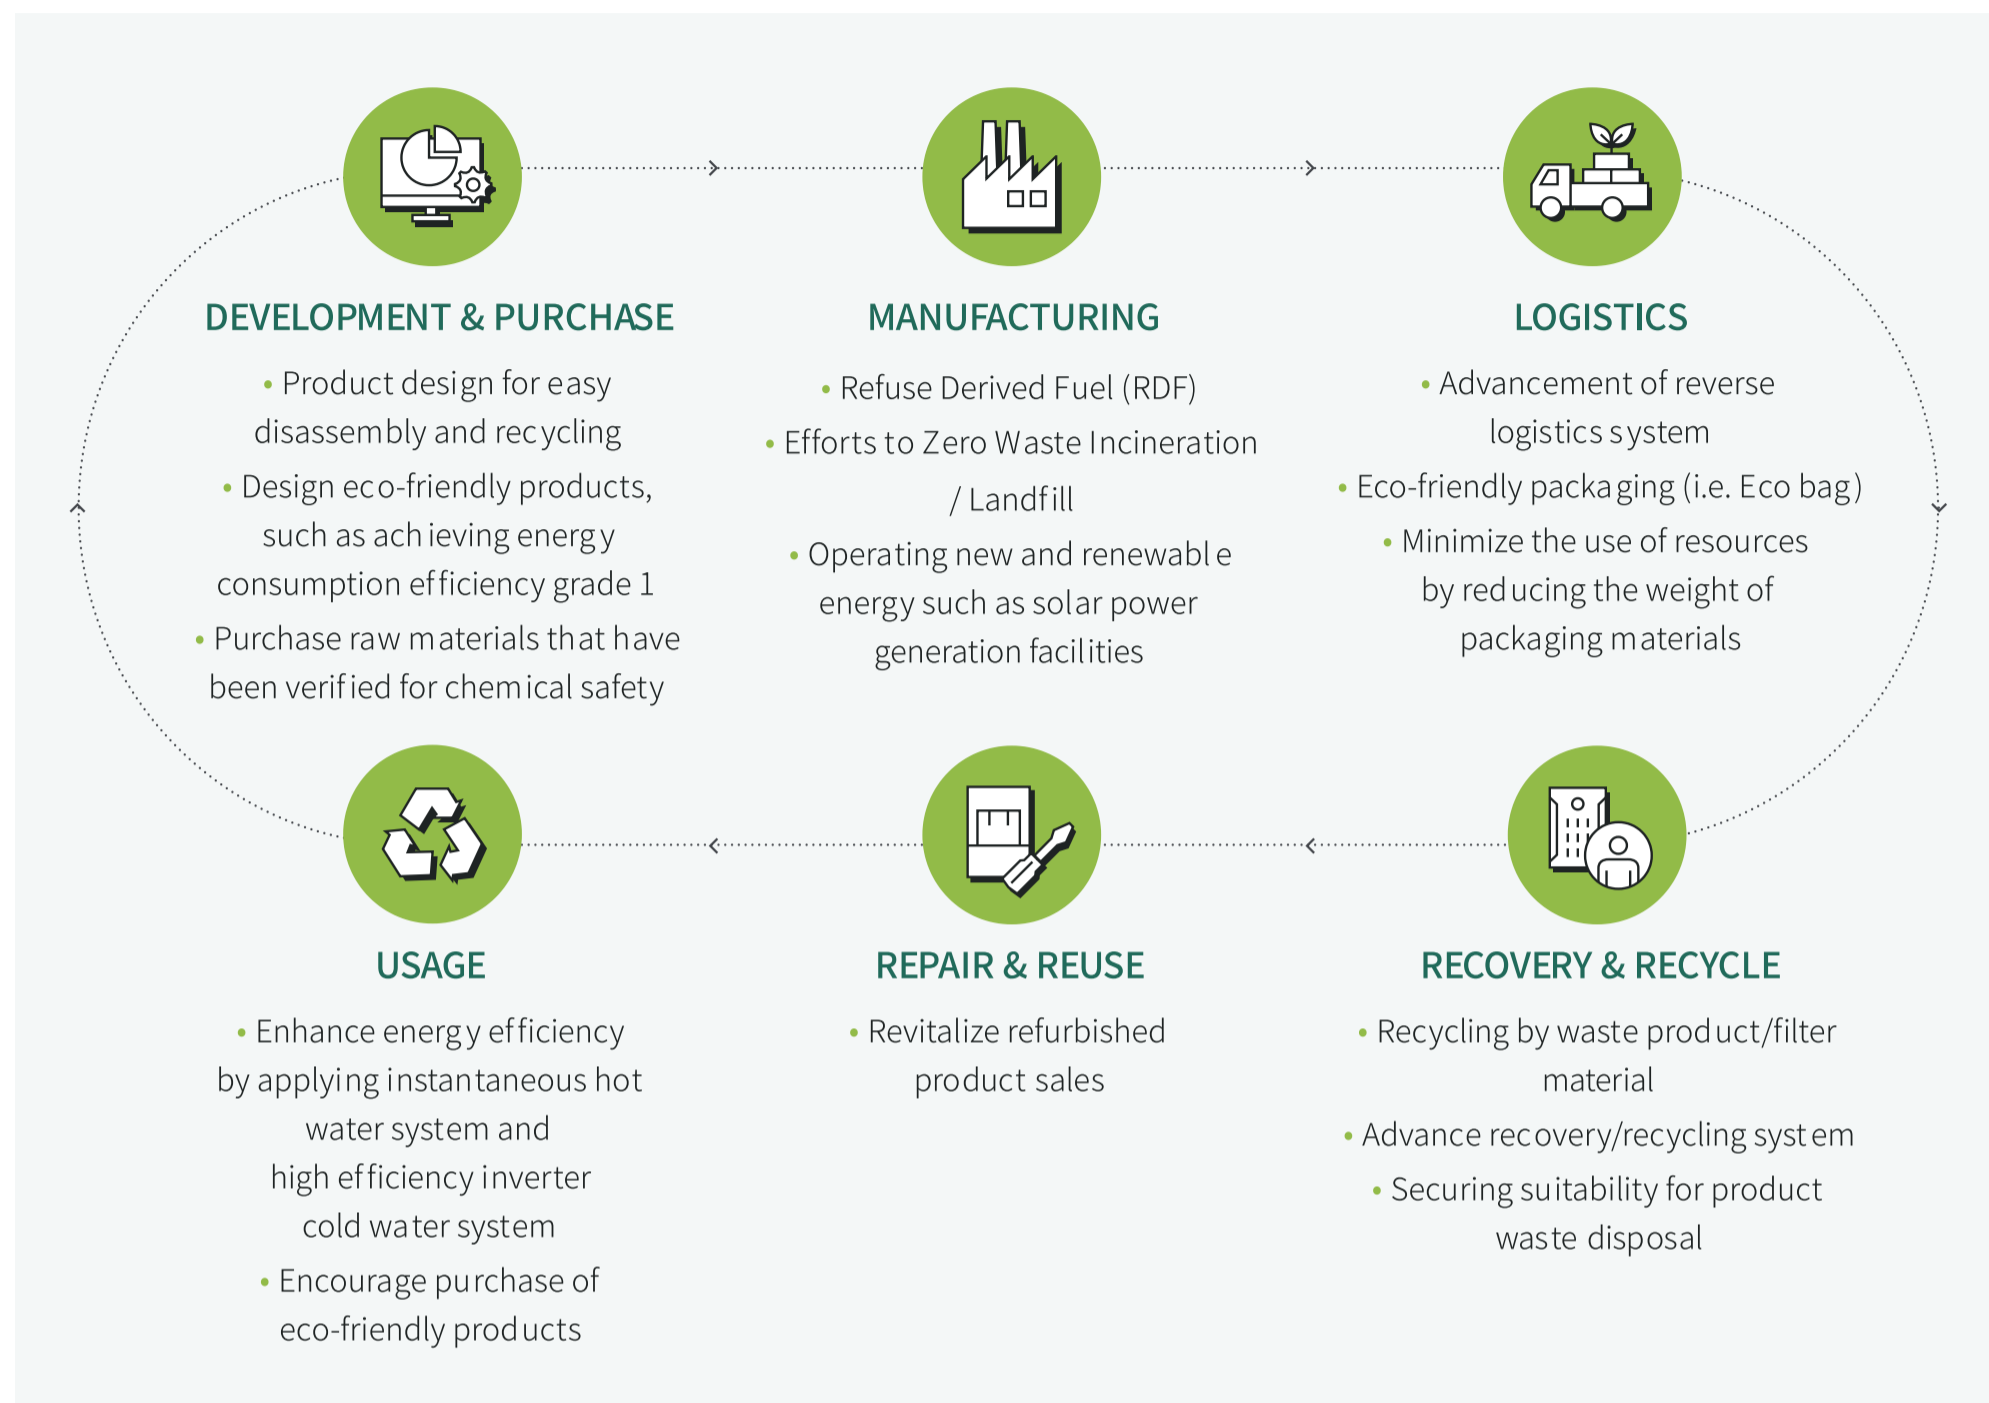 DEVELOPMENT & PURCHASE
• Product design for easy
disassembly and recycling
• Design eco-friendly products,
such as achieving energy
consumption efficiency grade 1
• Purchase raw materials that have
been verified for chemical safety
MANUFACTURING
• Refuse Derived Fuel (RDF)
• Efforts to Zero Waste Incineration
/ Landfill
• Operating new and renewable
energy such as solar power
generation facilities
LOGISTICS
• Advancement of reverse
logistics system
• Eco-friendly packaging (i.e. Eco bag)
• Minimize the use of resources
by reducing the weight of
packaging materials
USAGE
• Enhance energy efficiency
by applying instantaneous hot
water system and
high efficiency inverter
cold water system
• Encourage purchase of
eco-friendly products
REPAIR & REUSE
• Revitalize refurbished
product sales
RECOVERY & RECYCLE
• Recycling by waste product/filter
material
• Advance recovery/recycling system
• Securing suitability for product
waste disposal